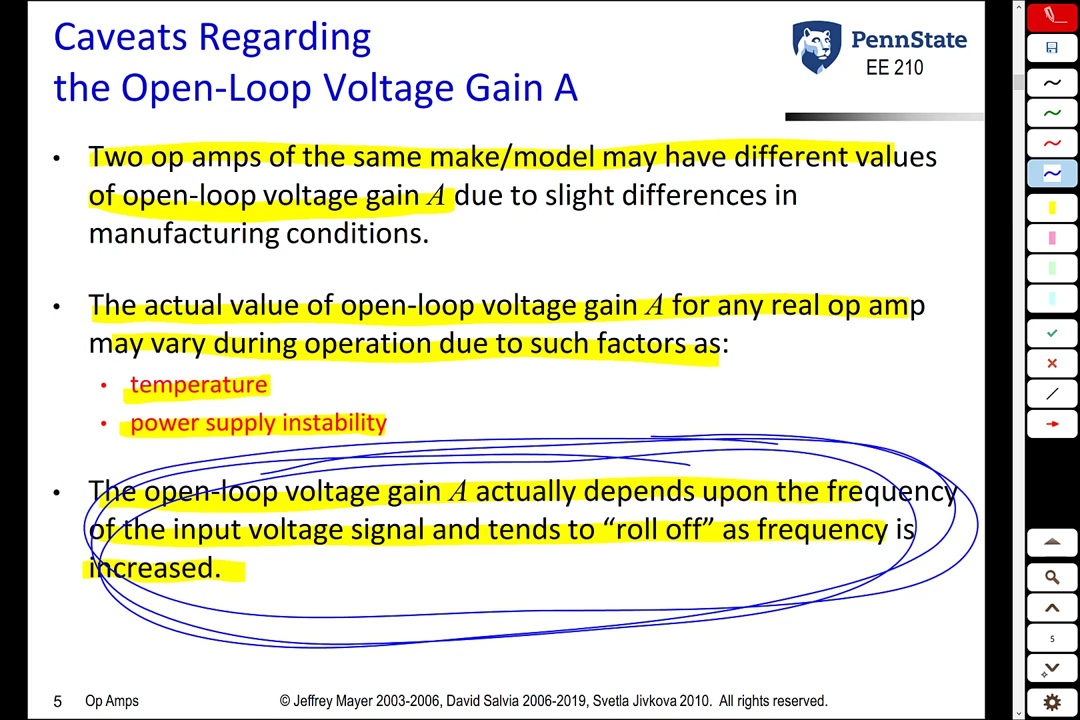 Caveats Regarding
the Open-Loop Voltage Gain A
PennState
EE 210
• Two op amps of the same make/model may have different values
of open-loop voltage gain A due to slight differences in
manufacturing conditions.
• The actual value of open-loop voltage gain A for any real op amp
may vary during operation due to such factors as:
• temperature
• power supply instability
• The open-loop voltage gain A actually depends upon the frequency
of the input voltage signal and tends to “roll off” as frequency is
increased.
5
5 Op Amps © Jeffrey Mayer 2003-2006, David Salvia 2006-2019, Svetla Jivkova 2010. All rights reserved.